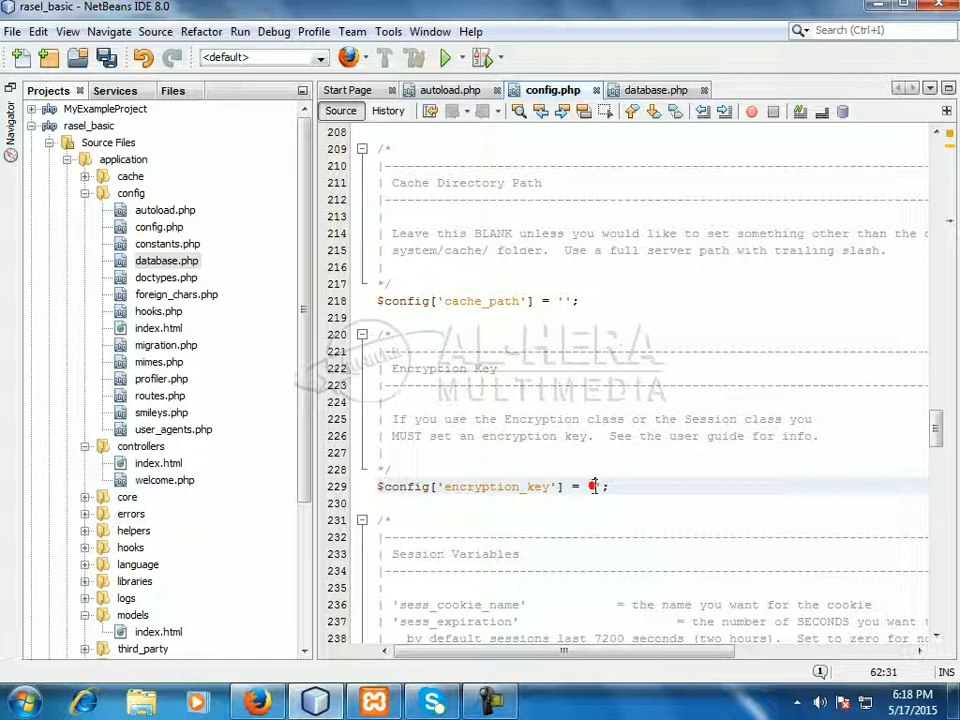 rasel_basic - NetBeans IDE 8.0
File Edit View Navigate Source Refactor Run Debug Profile Team Tools Window Help
Search (Ctrl+I)
<default>
Projects Services Files
Start Page autoload.php config.php database.php
Source History
Navigator
MyExampleProject
rasel_basic
Source Files
application
cache
config
autoload.php
config.php
constants.php
database.php
doctypes.php
foreign_chars.php
hooks.php
index.html
migration.php
mimes.php
profiler.php
routes.php
smileys.php
user_agents.php
controllers
index.html
welcome.php
core
errors
helpers
hooks
language
libraries
logs
models
index.html
third_party
208
209 /*
210 |--------------------------------------------------------------------------
211 | Cache Directory Path
212 |--------------------------------------------------------------------------
213 |
214 | Leave this BLANK unless you would like to set something other than the
215 | system/cache/ folder.  Use a full server path with trailing slash.
216 |
217 */
218 $config['cache_path'] = '';
219
220 /*
221 |--------------------------------------------------------------------------
222 | Encryption Key
223 |--------------------------------------------------------------------------
224 |
225 | If you use the Encryption class or the Session class you
226 | MUST set an encryption key.  See the user guide for info.
227 |
228 */
229 $config['encryption_key'] = '';
230
231 /*
232 |--------------------------------------------------------------------------
233 | Session Variables
234 |--------------------------------------------------------------------------
235 |
236 | 'sess_cookie_name' = the name you want for the cookie
237 | 'sess_expiration' = the number of SECONDS you want
238 | by default sessions last 7200 seconds (two hours).  Set to zero for
AL-HERA
MULTIMEDIA
1 62:31 INS
6:18 PM
5/17/2015